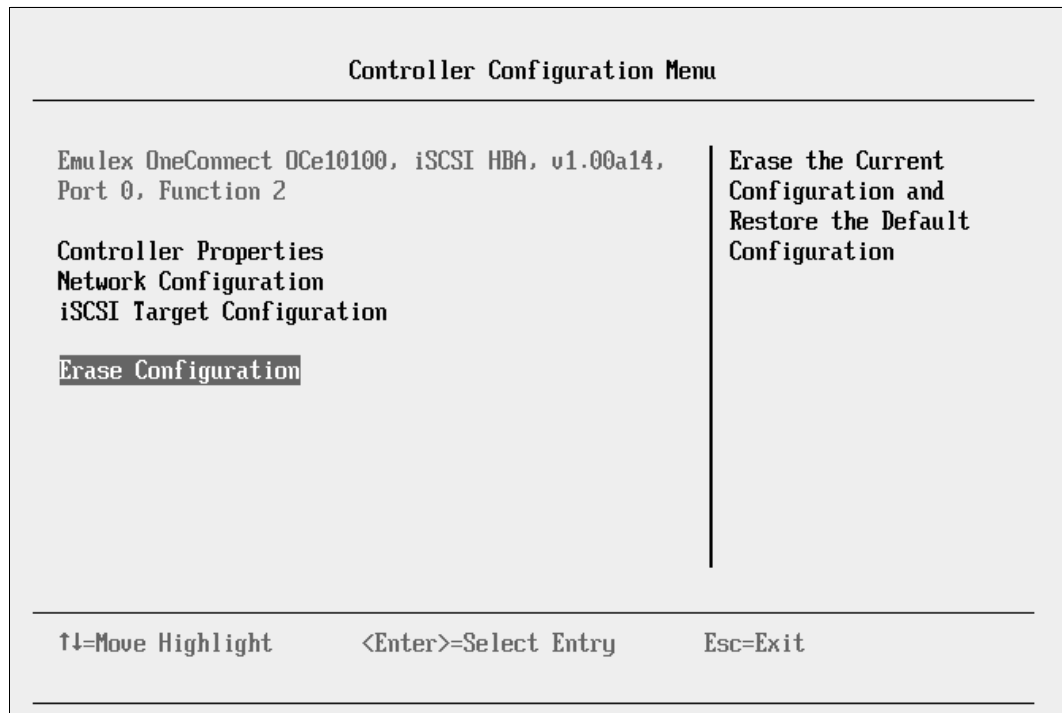 Controller Configuration Menu
Emulex OneConnect OCe10100, iSCSI HBA, v1.00a14,
Port 0, Function 2
Controller Properties
Network Configuration
iSCSI Target Configuration
Erase Configuration
Erase the Current
Configuration and
Restore the Default
Configuration
↑↓=Move Highlight <Enter>=Select Entry Esc=Exit